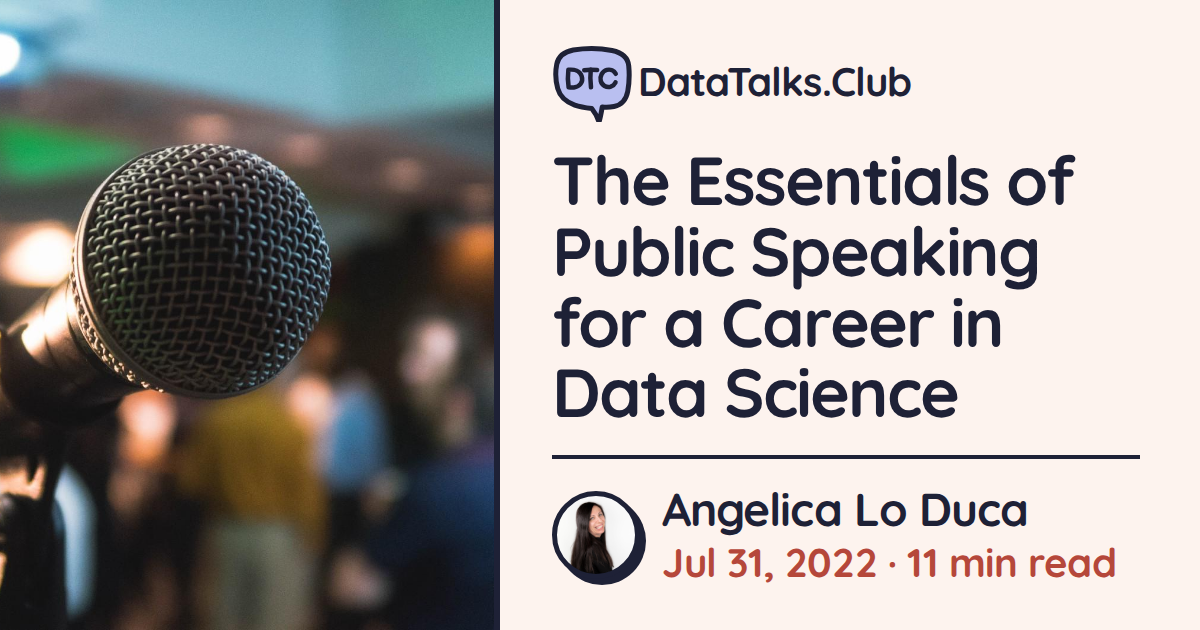 DTC DataTalks.Club
The Essentials of
Public Speaking
for a Career in
Data Science
Angelica Lo Duca
Jul 31, 2022 · 11 min read